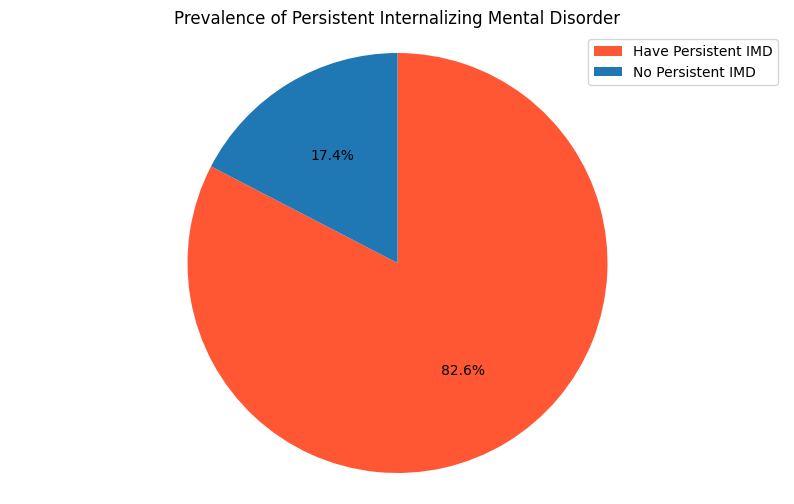 Prevalence of Persistent Internalizing Mental Disorder
Have Persistent IMD
No Persistent IMD
17.4%
82.6%